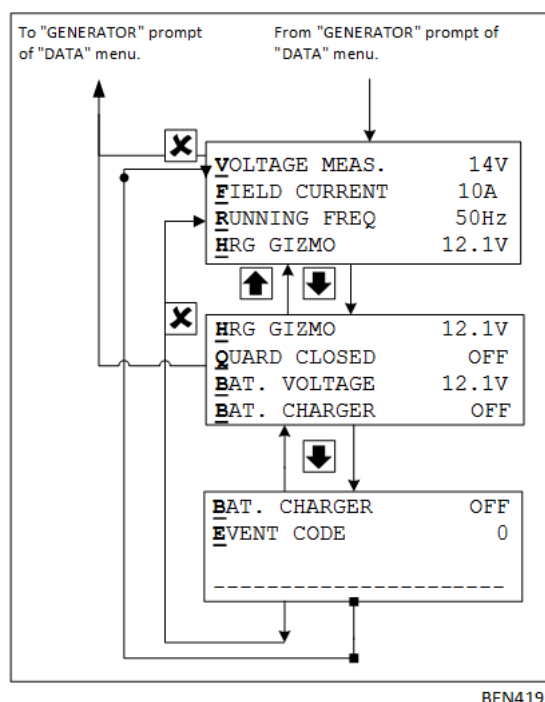 To "GENERATOR" prompt
of "DATA" menu.
From "GENERATOR" prompt of
"DATA" menu.
VOLTAGE MEAS. 14V
FIELD CURRENT 10A
RUNNING FREQ 50Hz
HRG GIZMO 12.1V
HRG GIZMO 12.1V
QUARD CLOSED OFF
BAT. VOLTAGE 12.1V
BAT. CHARGER OFF
BAT. CHARGER OFF
EVENT CODE 0
BEN419